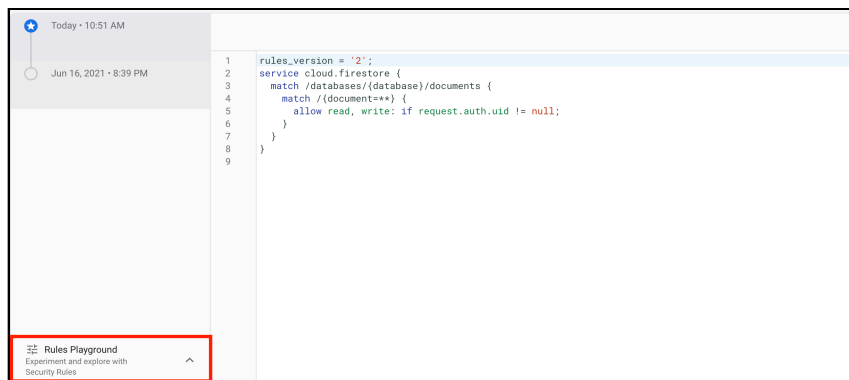 Today • 10:51 AM
Jun 16, 2021 • 8:39 PM
1 rules_version = '2';
2 service cloud.firestore {
3   match /databases/{database}/documents {
4     match /{document=**} {
5       allow read, write: if request.auth.uid != null;
6     }
7   }
8 }
9
Rules Playground
Experiment and explore with
Security Rules